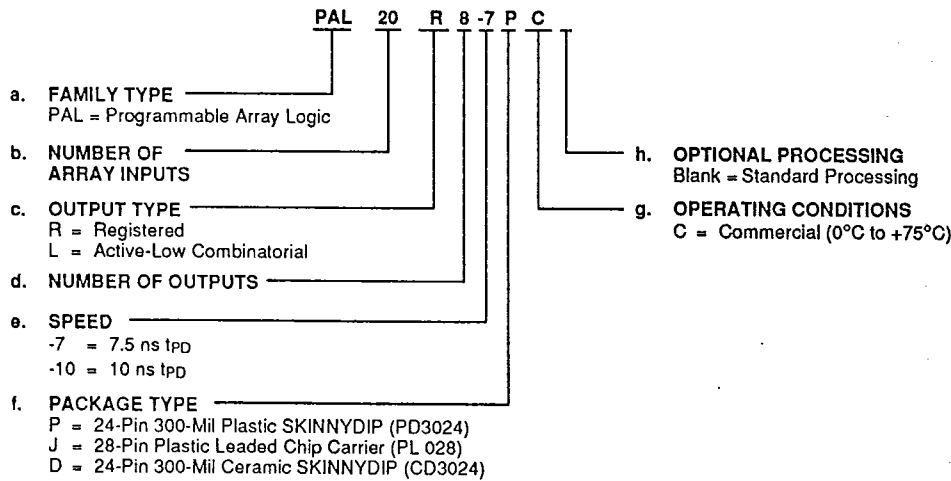 PAL 20 R 8 -7 P C
a. FAMILY TYPE
PAL = Programmable Array Logic
b. NUMBER OF
ARRAY INPUTS
c. OUTPUT TYPE
R = Registered
L = Active-Low Combinatorial
d. NUMBER OF OUTPUTS
e. SPEED
-7 = 7.5 ns tPD
-10 = 10 ns tPD
f. PACKAGE TYPE
P = 24-Pin 300-Mil Plastic SKINNYDIP (PD3024)
J = 28-Pin Plastic Leaded Chip Carrier (PL 028)
D = 24-Pin 300-Mil Ceramic SKINNYDIP (CD3024)
h. OPTIONAL PROCESSING
Blank = Standard Processing
g. OPERATING CONDITIONS
C = Commercial (0°C to +75°C)